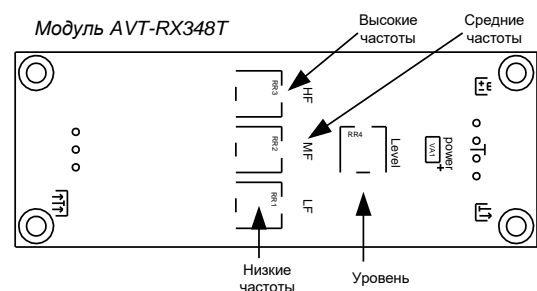 Модуль AVT-RX348T
Высокие
частоты
Средние
частоты
RR3
HF
RR2
MF
RR4
Level
VA1
power
+
RR1
LF
Низкие
частоты
Уровень